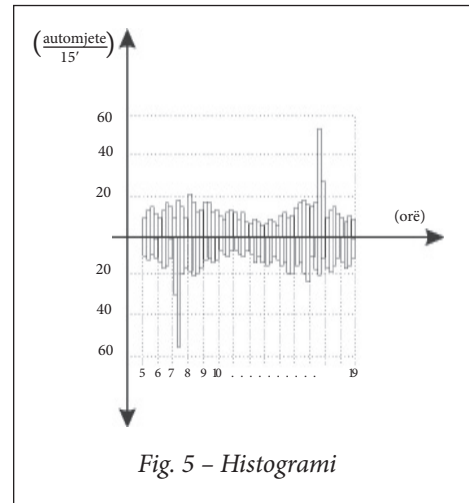 (automjete
15′)
60
40
20
(orë)
20
40
60
5 6 7 8 9 10 . . . . . . . . . . 19
Fig. 5 – Histogrami